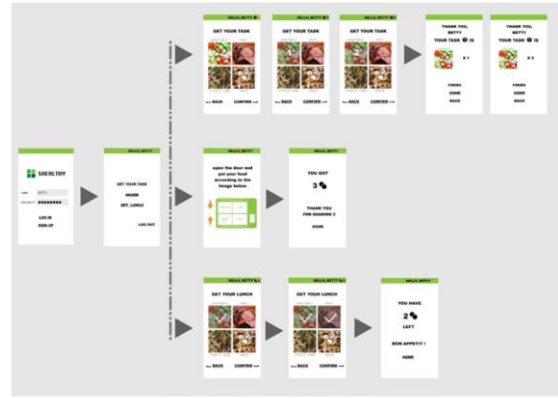 SHEALTHY
BETTY
LOG IN
SIGN UP
GET YOUR TASK
SHARE
GET LUNCH
LOG OUT
HELLO, BETTY
GET YOUR TASK
BACK
CONFIRM
HELLO, BETTY
GET YOUR TASK
BACK
CONFIRM
HELLO, BETTY
GET YOUR TASK
BACK
CONFIRM
THANK YOU,
BETTY
YOUR TASK IS
X 1
FINISH
HOME
BACK
THANK YOU,
BETTY
YOUR TASK IS
X 2
FINISH
HOME
BACK
HELLO, BETTY
open the door and
put your food
according to the
image below
HELLO, BETTY
YOU GOT
3
THANK YOU
FOR SHARING
HOME
HELLO, BETTY
GET YOUR LUNCH
BACK
CONFIRM
HELLO, BETTY
GET YOUR LUNCH
BACK
CONFIRM
HELLO, BETTY
YOU HAVE
2
LEFT
BON APPETIT !
HOME